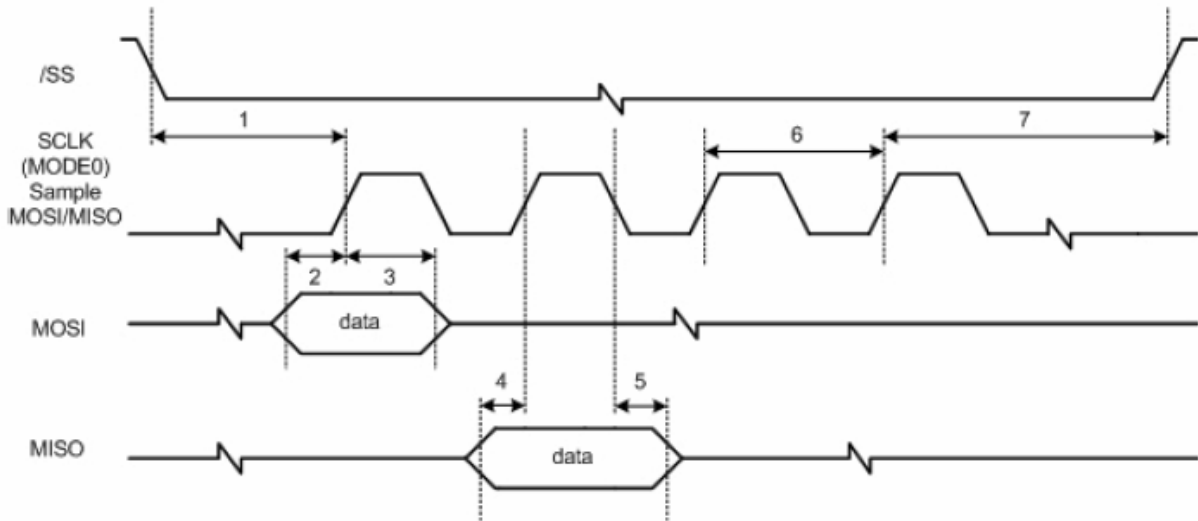 /SS
1
7
SCLK
(MODE0)
Sample
MOSI/MISO
6
2
3
MOSI
data
4
5
MISO
data